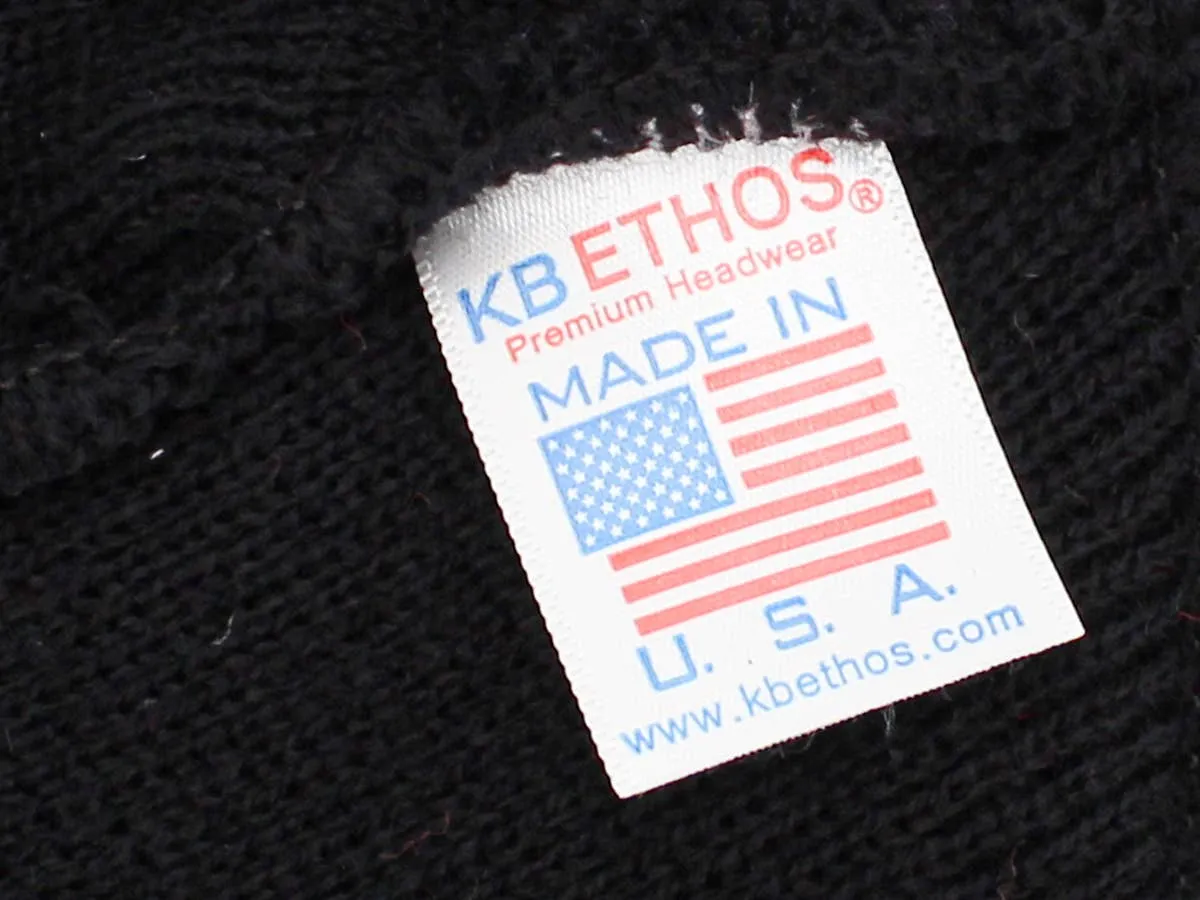 KB ETHOS®
Premium Headwear
MADE IN
U. S. A.
www.kbethos.com